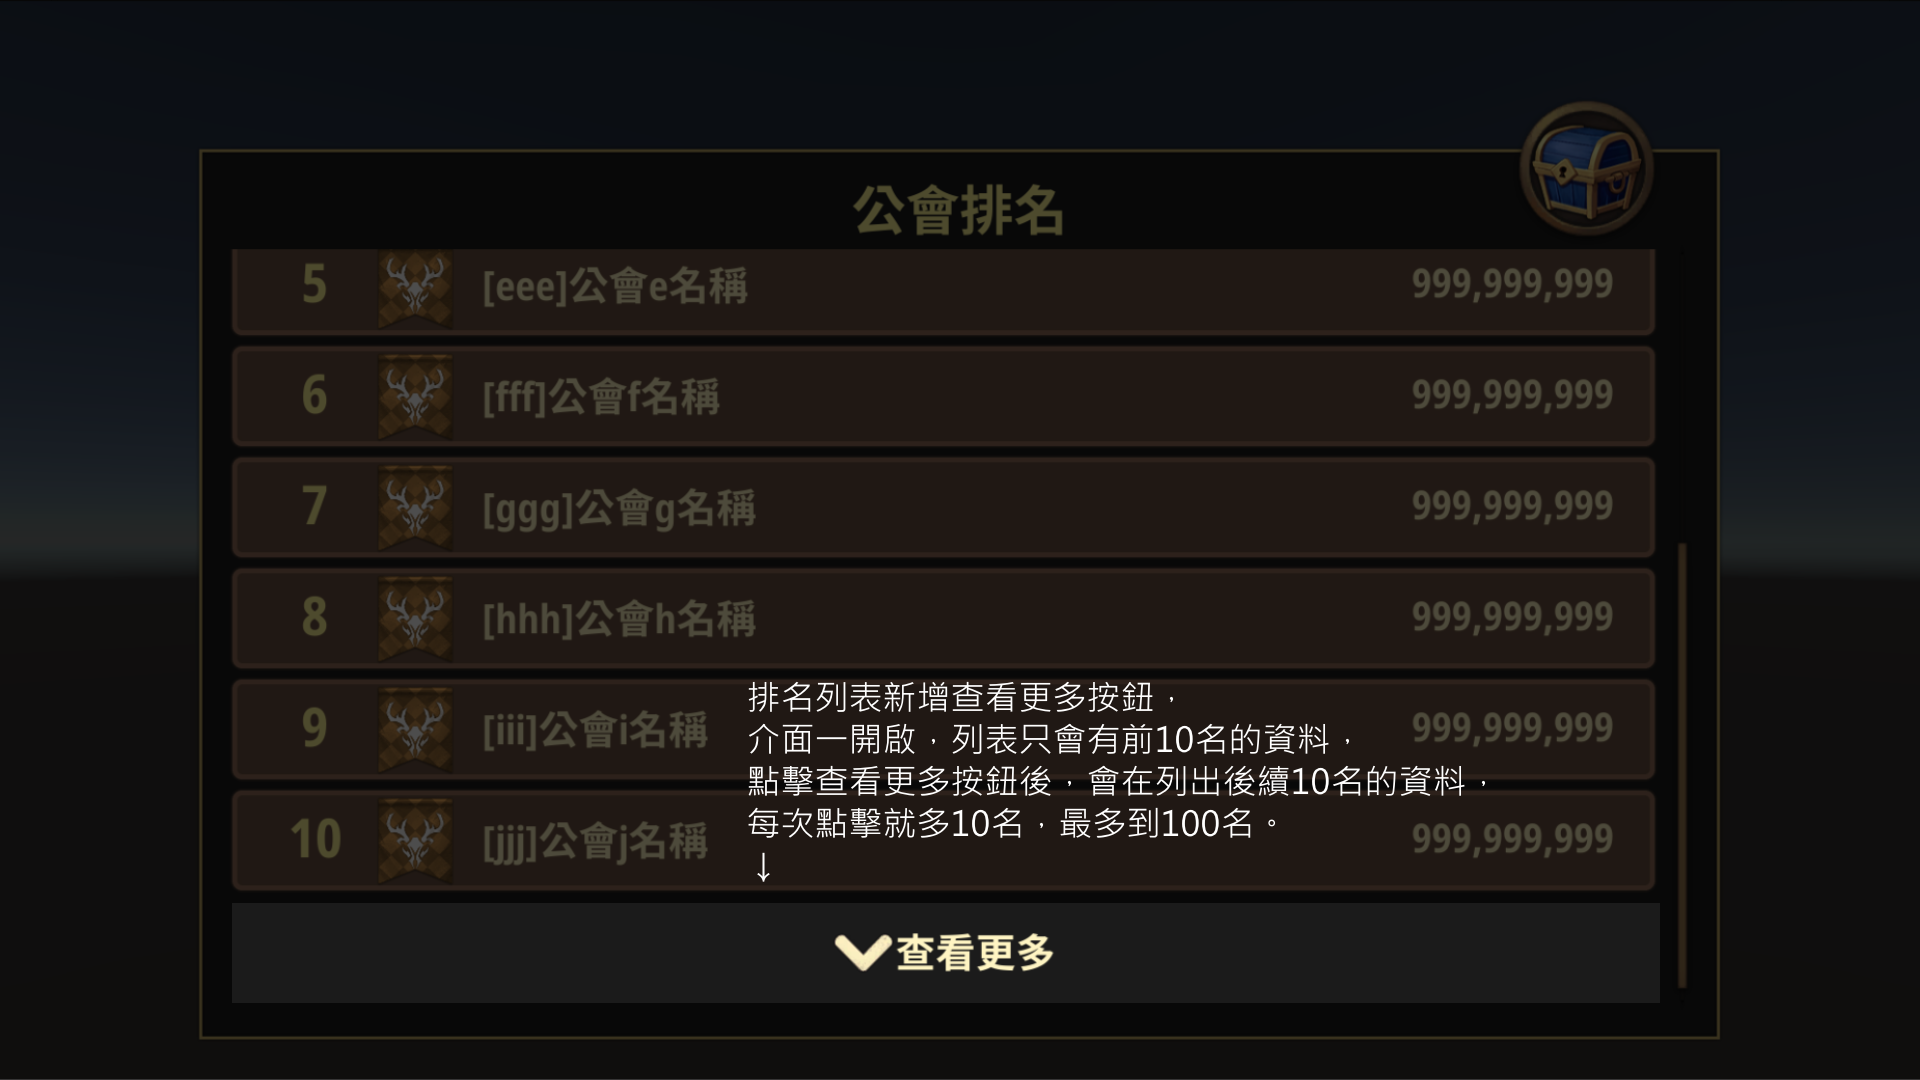 公會排名
5 [eee]公會e名稱 999,999,999
6 [fff]公會f名稱 999,999,999
7 [ggg]公會g名稱 999,999,999
8 [hhh]公會h名稱 999,999,999
9 [iii]公會i名稱 999,999,999
10 [jjj]公會j名稱 999,999,999
排名列表新增查看更多按鈕，
介面一開啟，列表只會有前10名的資料，
點擊查看更多按鈕後，會在列出後續10名的資料，
每次點擊就多10名，最多到100名。
↓
查看更多